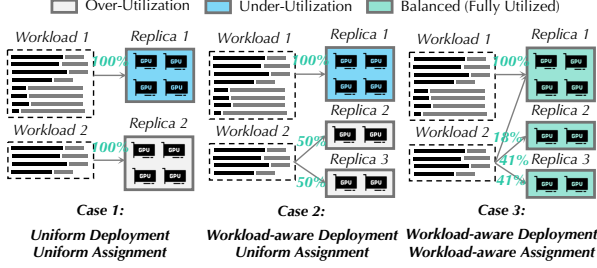 Over-Utilization Under-Utilization Balanced (Fully Utilized)
Workload 1 Replica 1
100%
GPU GPU
GPU GPU
Workload 2 Replica 2
100%
GPU GPU
GPU GPU
Case 1:
Uniform Deployment
Uniform Assignment
Workload 1 Replica 1
100%
GPU GPU
GPU GPU
Replica 2
Workload 2
50%
GPU GPU
Replica 3
50%
GPU GPU
Case 2:
Workload-aware Deployment
Uniform Assignment
Workload 1 Replica 1
100%
GPU GPU
GPU GPU
Replica 2
Workload 2
18%
GPU GPU
41%
Replica 3
41%
GPU GPU
Case 3:
Workload-aware Deployment
Workload-aware Assignment